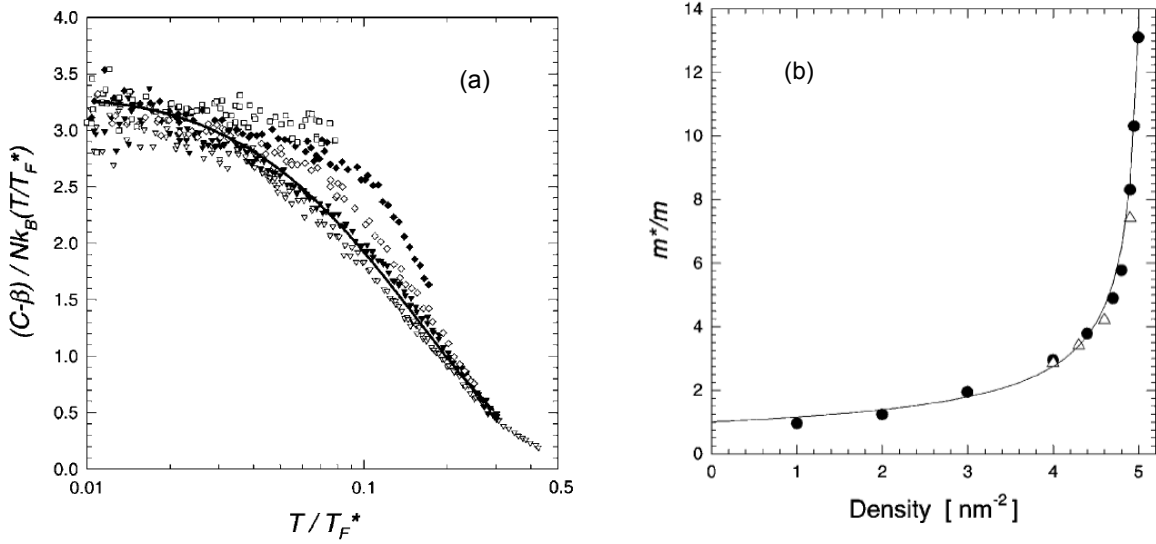 (a)
4.0
3.5
3.0
2.5
2.0
1.5
1.0
0.5
0.0
(C-β) / Nk_B(T/T_F*)
0.01 0.1 0.5
T / T_F*
(b)
14
12
10
8
6
4
2
0
m*/m
0 1 2 3 4 5
Density [ nm⁻² ]